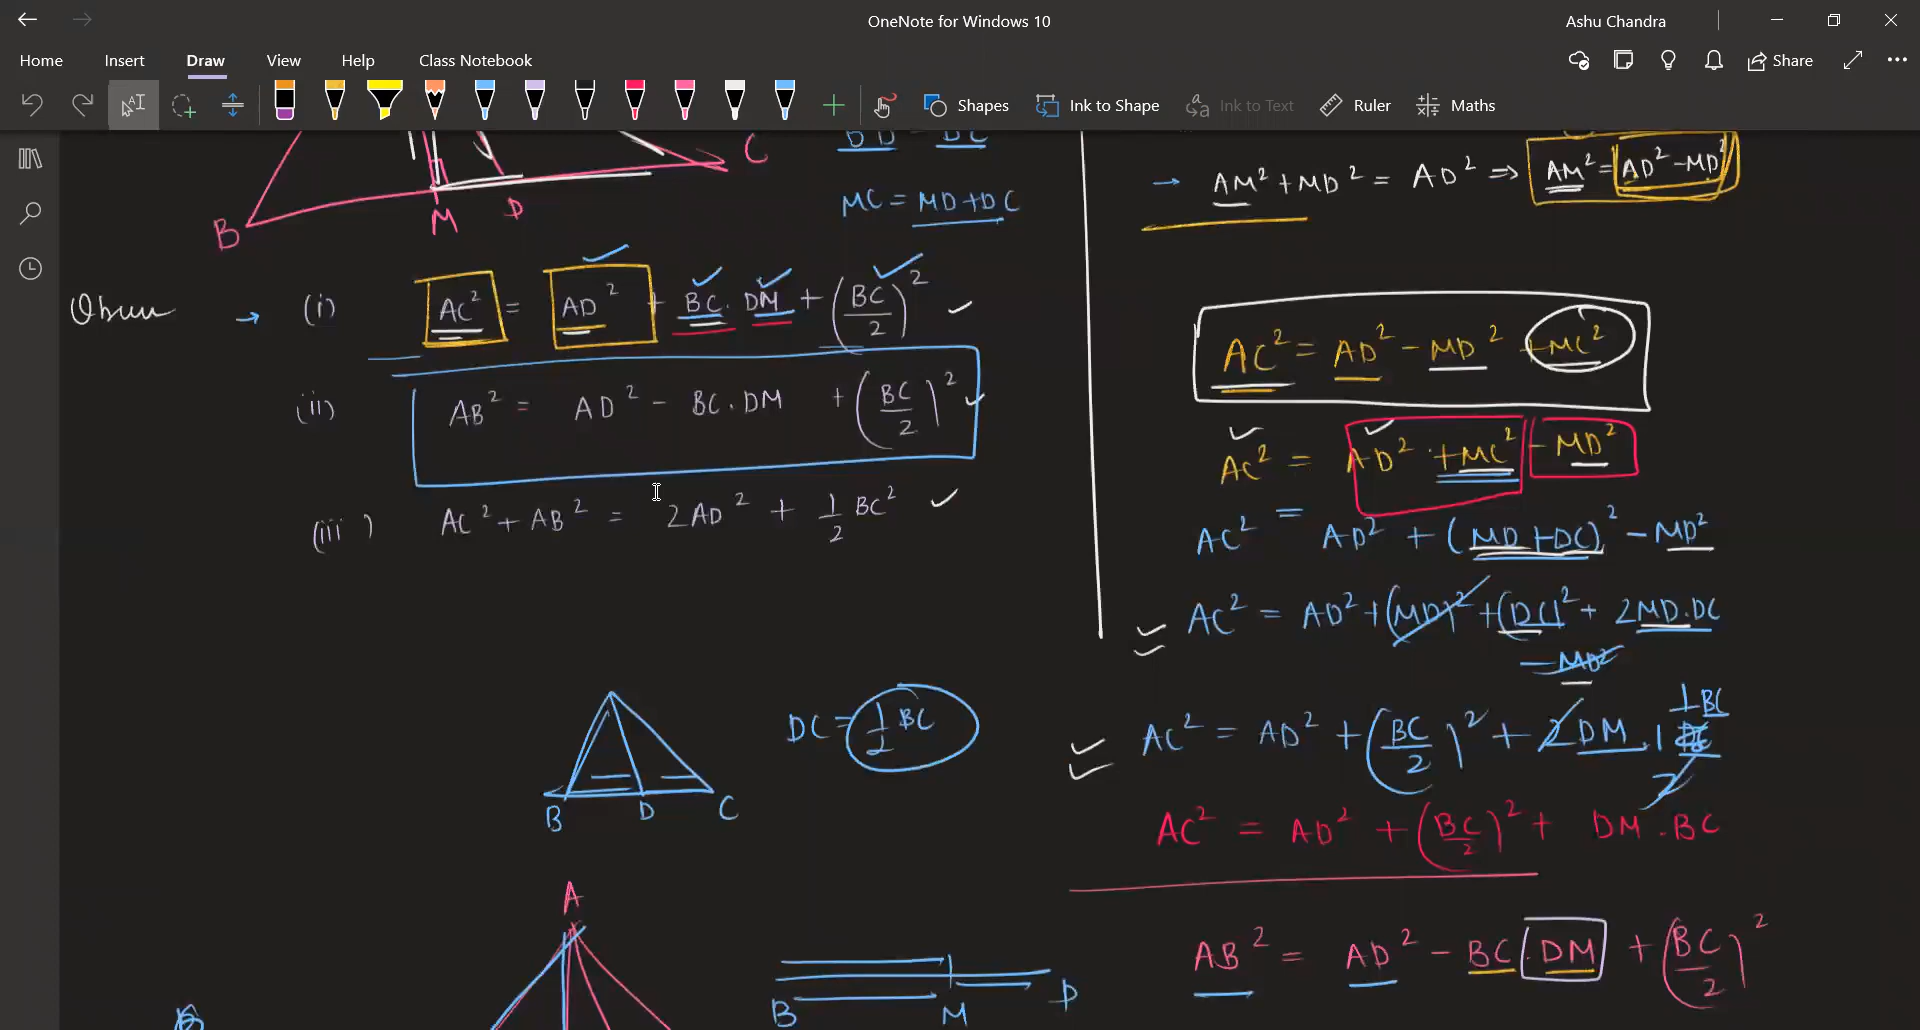 OneNote for Windows 10
Ashu Chandra
Home Insert Draw View Help Class Notebook
Share
Shapes Ink to Shape Ink to Text Ruler Maths
C
B
M
D
BD = DC
MC = MD+DC
→ AM² + MD² = AD² ⇒ AM² = AD² - MD²
→ (i) AC² = AD² + BC. DM + (BC/2)²
(ii) AB² = AD² - BC.DM + (BC/2)²
(iii) AC² + AB² = 2AD² + 1/2 BC²
AC² = AD² - MD² + MC²
AC² = AD² + MC² - MD²
AC² = AD² + (MD+DC)² - MD²
AC² = AD² + (MD)² + (DC)² + 2MD.DC
- MD²
B D C
DC = 1/2 BC
AC² = AD² + (BC/2)² + 2DM . 1 BC/2
AC² = AD² + (BC/2)² + DM . BC
A
B M D
AB² = AD² - BC . DM + (BC/2)²